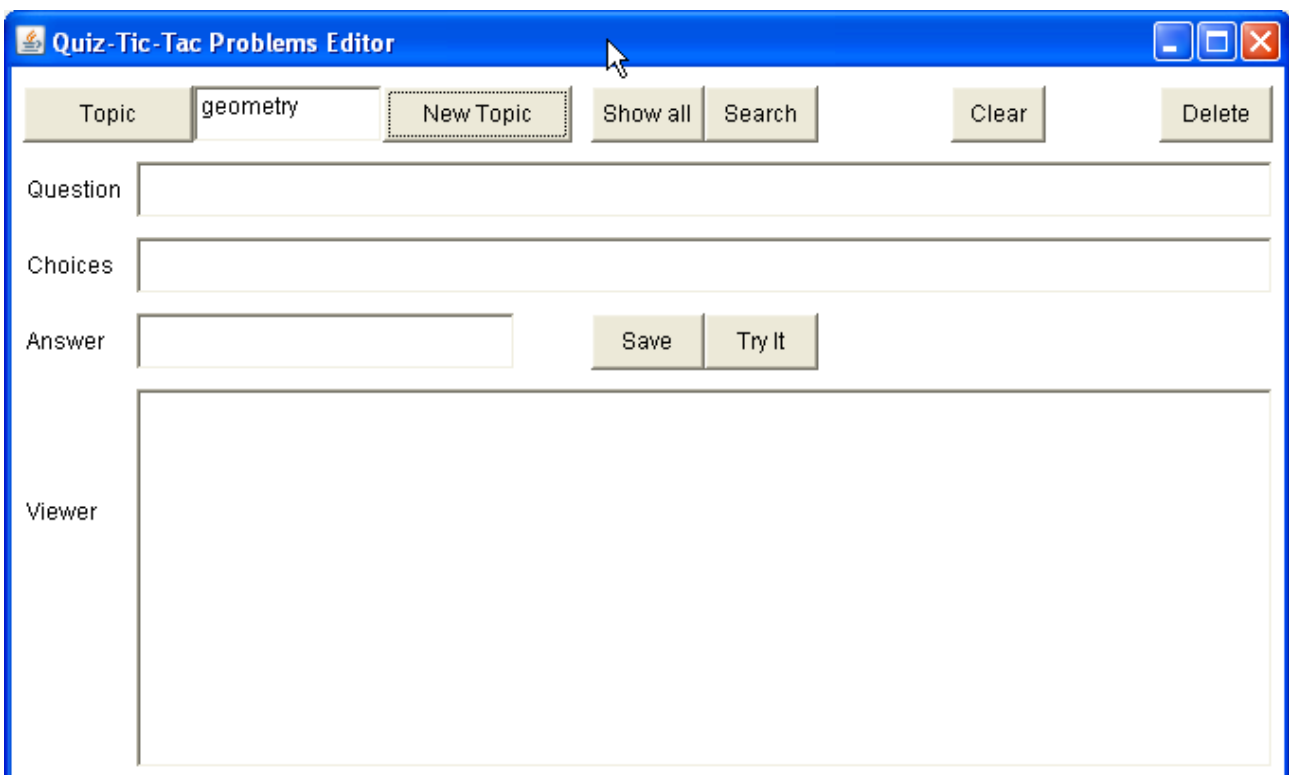 Quiz-Tic-Tac Problems Editor
Topic geometry New Topic Show all Search Clear Delete
Question
Choices
Answer Save Try It
Viewer